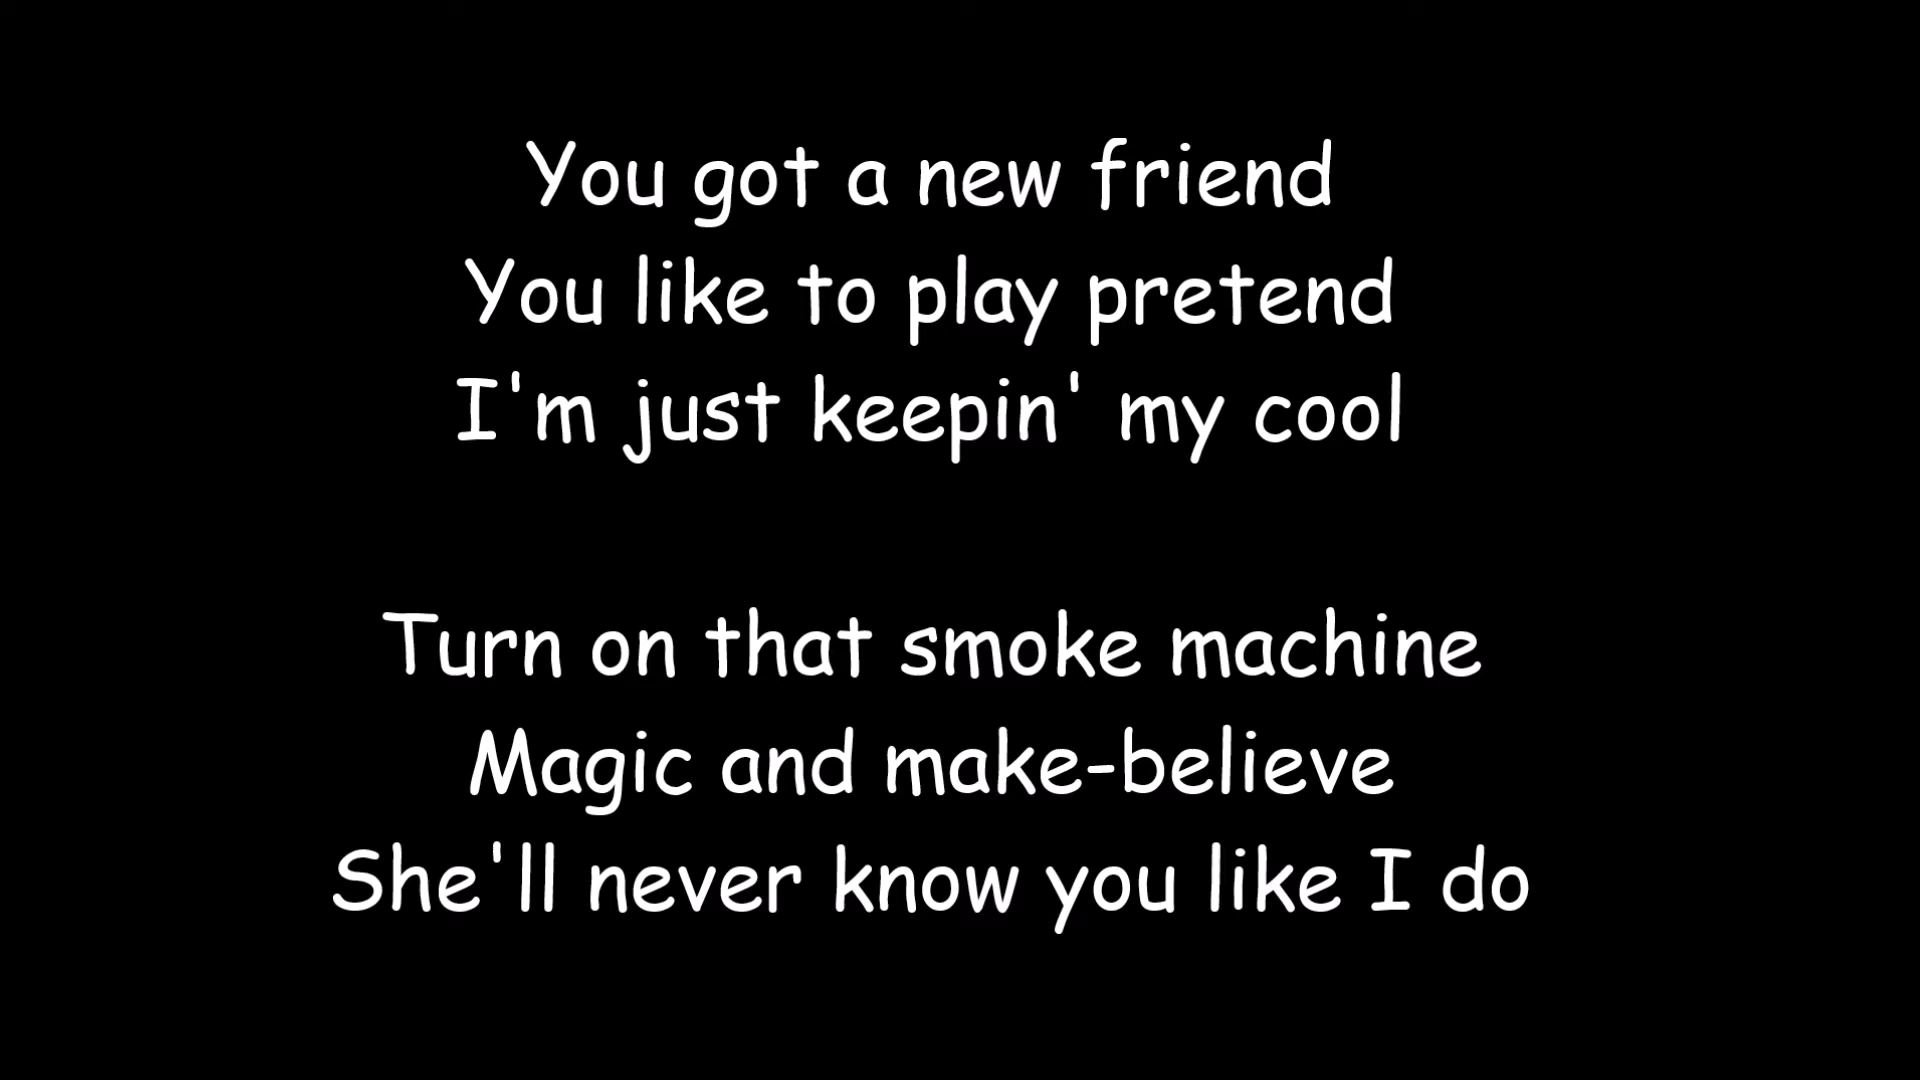 You got a new friend
You like to play pretend
I'm just keepin' my cool
Turn on that smoke machine
Magic and make-believe
She'll never know you like I do